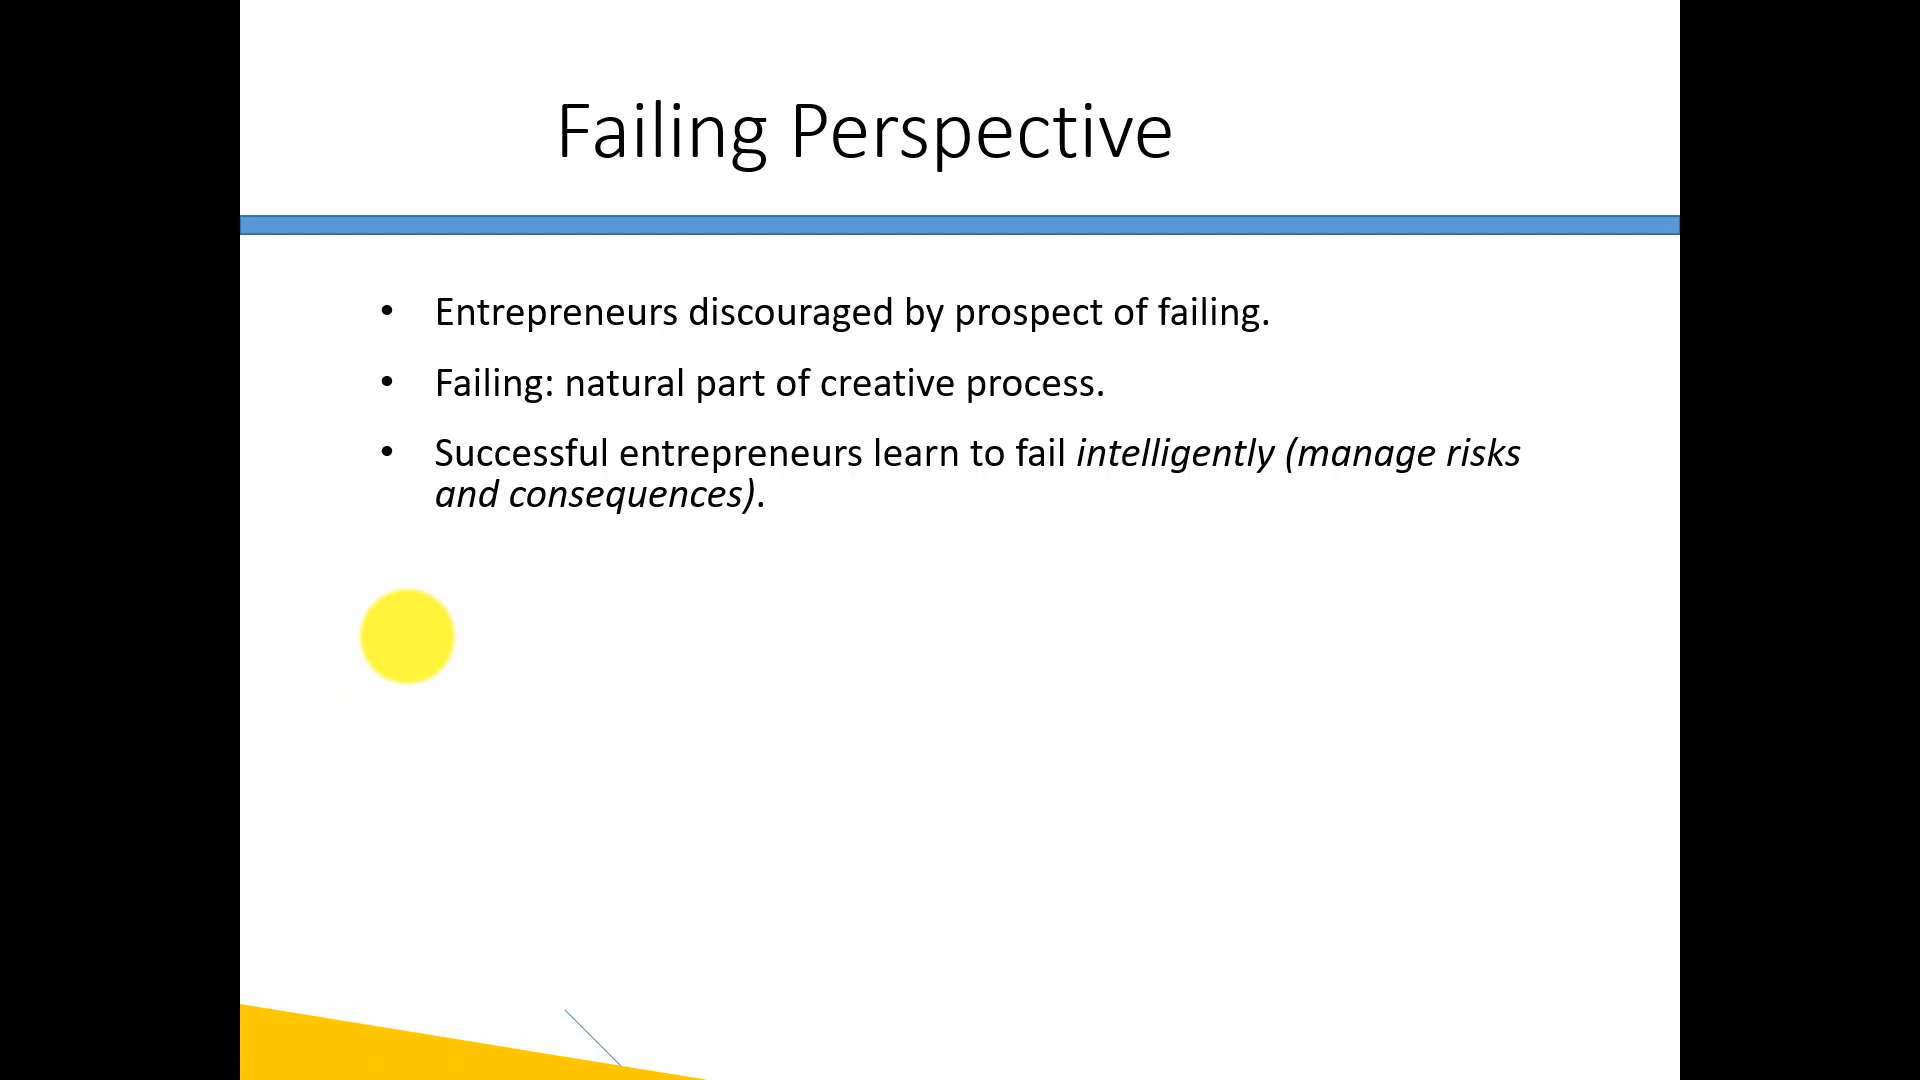 Failing Perspective
• Entrepreneurs discouraged by prospect of failing.
• Failing: natural part of creative process.
• Successful entrepreneurs learn to fail intelligently (manage risks
and consequences).